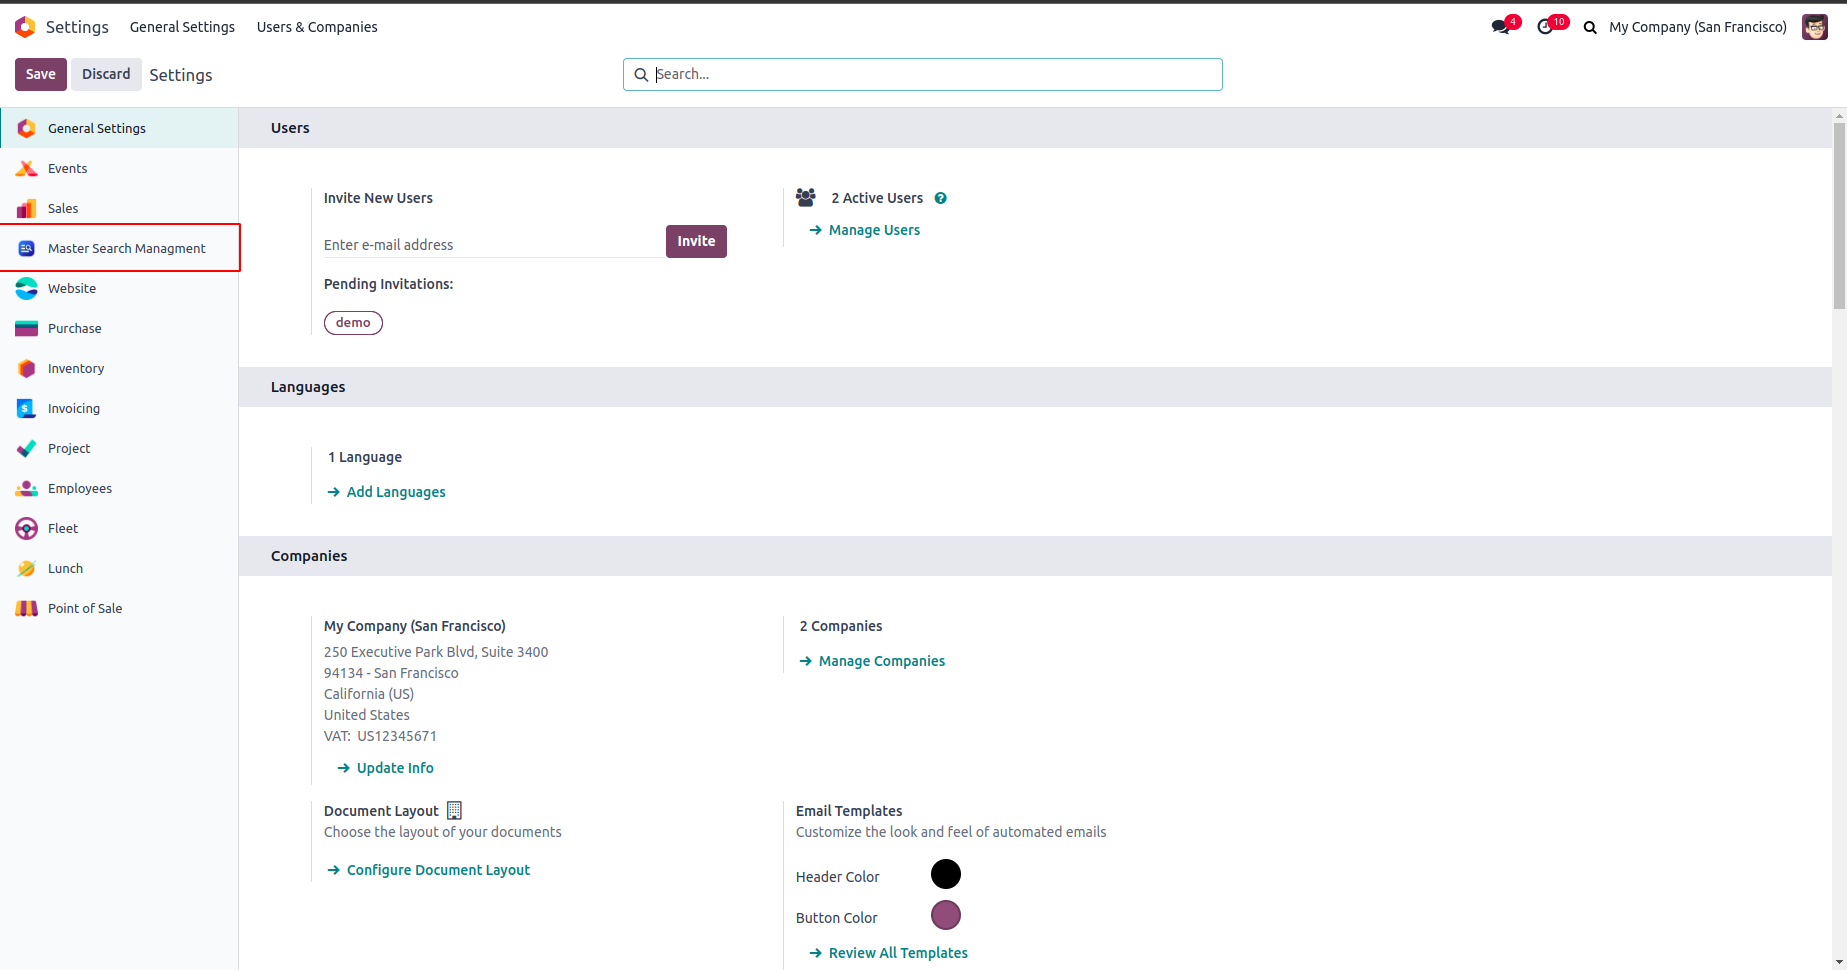 Settings General Settings Users & Companies 4 10 My Company (San Francisco)
Save Discard Settings Search...
General Settings
Events
Sales
Master Search Managment
Website
Purchase
Inventory
Invoicing
Project
Employees
Fleet
Lunch
Point of Sale
Users
Invite New Users
Enter e-mail address Invite
Pending Invitations:
demo
2 Active Users ?
Manage Users
Languages
1 Language
Add Languages
Companies
My Company (San Francisco)
250 Executive Park Blvd, Suite 3400
94134 - San Francisco
California (US)
United States
VAT: US12345671
Update Info
2 Companies
Manage Companies
Document Layout
Choose the layout of your documents
Configure Document Layout
Email Templates
Customize the look and feel of automated emails
Header Color
Button Color
Review All Templates